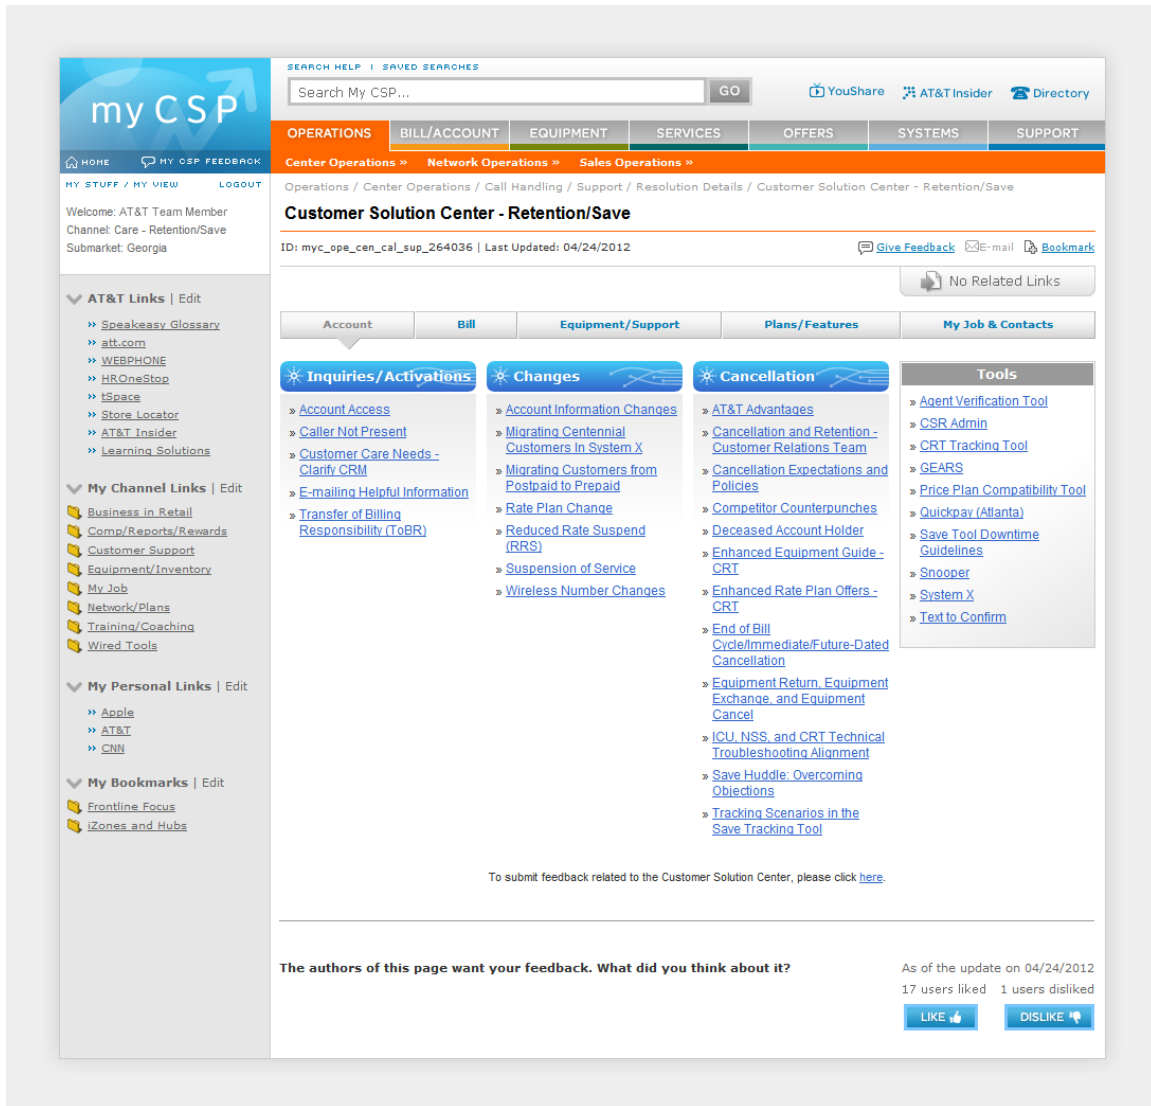 SEARCH HELP | SAVED SEARCHES
my CSP
Search My CSP...
GO
YouShare
AT&T Insider
Directory
OPERATIONS
BILL/ACCOUNT
EQUIPMENT
SERVICES
OFFERS
SYSTEMS
SUPPORT
HOME
MY CSP FEEDBACK
Center Operations »
Network Operations »
Sales Operations »
MY STUFF / MY VIEW
LOGOUT
Welcome: AT&T Team Member
Channel: Care - Retention/Save
Submarket: Georgia
AT&T Links | Edit
» Speakeasy Glossary
» att.com
» WEBPHONE
» HROneStop
» tSpace
» Store Locator
» AT&T Insider
» Learning Solutions
My Channel Links | Edit
Business in Retail
Comp/Reports/Rewards
Customer Support
Equipment/Inventory
My Job
Network/Plans
Training/Coaching
Wired Tools
My Personal Links | Edit
» Apple
» AT&T
» CNN
My Bookmarks | Edit
Frontline Focus
iZones and Hubs
Operations / Center Operations / Call Handling / Support / Resolution Details / Customer Solution Center - Retention/Save
Customer Solution Center - Retention/Save
ID: myc_ope_cen_cal_sup_264036 | Last Updated: 04/24/2012
Give Feedback
E-mail
Bookmark
No Related Links
Account
Bill
Equipment/Support
Plans/Features
My Job & Contacts
Inquiries/Activations
» Account Access
» Caller Not Present
» Customer Care Needs -
Clarify CRM
» E-mailing Helpful Information
» Transfer of Billing
Responsibility (ToBR)
Changes
» Account Information Changes
» Migrating Centennial
Customers In System X
» Migrating Customers from
Postpaid to Prepaid
» Rate Plan Change
» Reduced Rate Suspend
(RRS)
» Suspension of Service
» Wireless Number Changes
Cancellation
» AT&T Advantages
» Cancellation and Retention -
Customer Relations Team
» Cancellation Expectations and
Policies
» Competitor Counterpunches
» Deceased Account Holder
» Enhanced Equipment Guide -
CRT
» Enhanced Rate Plan Offers -
CRT
» End of Bill
Cycle/Immediate/Future-Dated
Cancellation
» Equipment Return, Equipment
Exchange, and Equipment
Cancel
» ICU, NSS, and CRT Technical
Troubleshooting Alignment
» Save Huddle: Overcoming
Objections
» Tracking Scenarios in the
Save Tracking Tool
Tools
» Agent Verification Tool
» CSR Admin
» CRT Tracking Tool
» GEARS
» Price Plan Compatibility Tool
» Quickpay (Atlanta)
» Save Tool Downtime
Guidelines
» Snooper
» System X
» Text to Confirm
To submit feedback related to the Customer Solution Center, please click here.
The authors of this page want your feedback. What did you think about it?
As of the update on 04/24/2012
17 users liked
1 users disliked
LIKE
DISLIKE